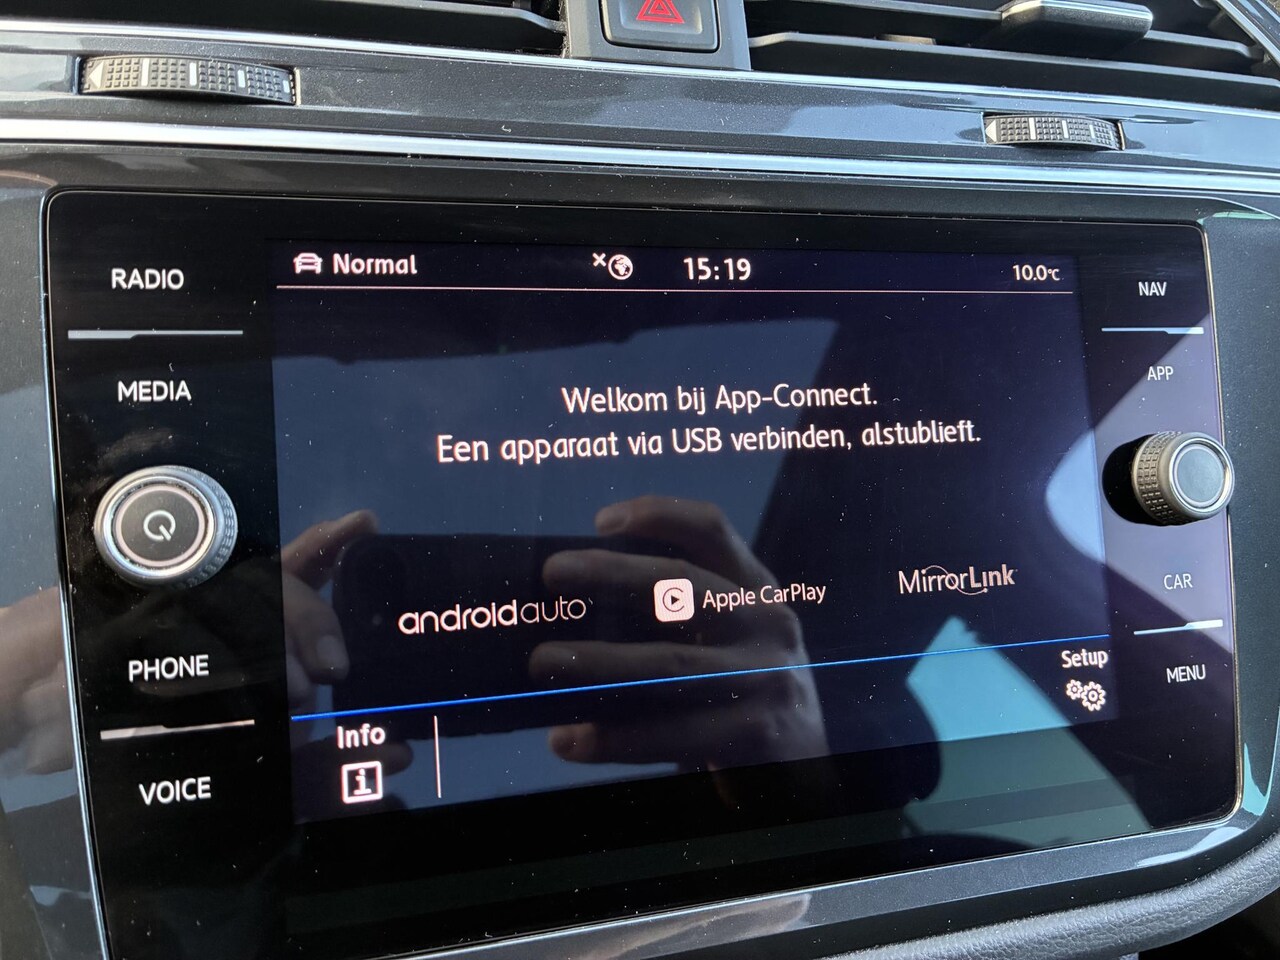 Normal 15:19 10.0°C
RADIO
MEDIA
PHONE
VOICE
Welkom bij App-Connect.
Een apparaat via USB verbinden, alstublieft.
androidauto Apple CarPlay MirrorLink
Setup
Info
NAV
APP
CAR
MENU